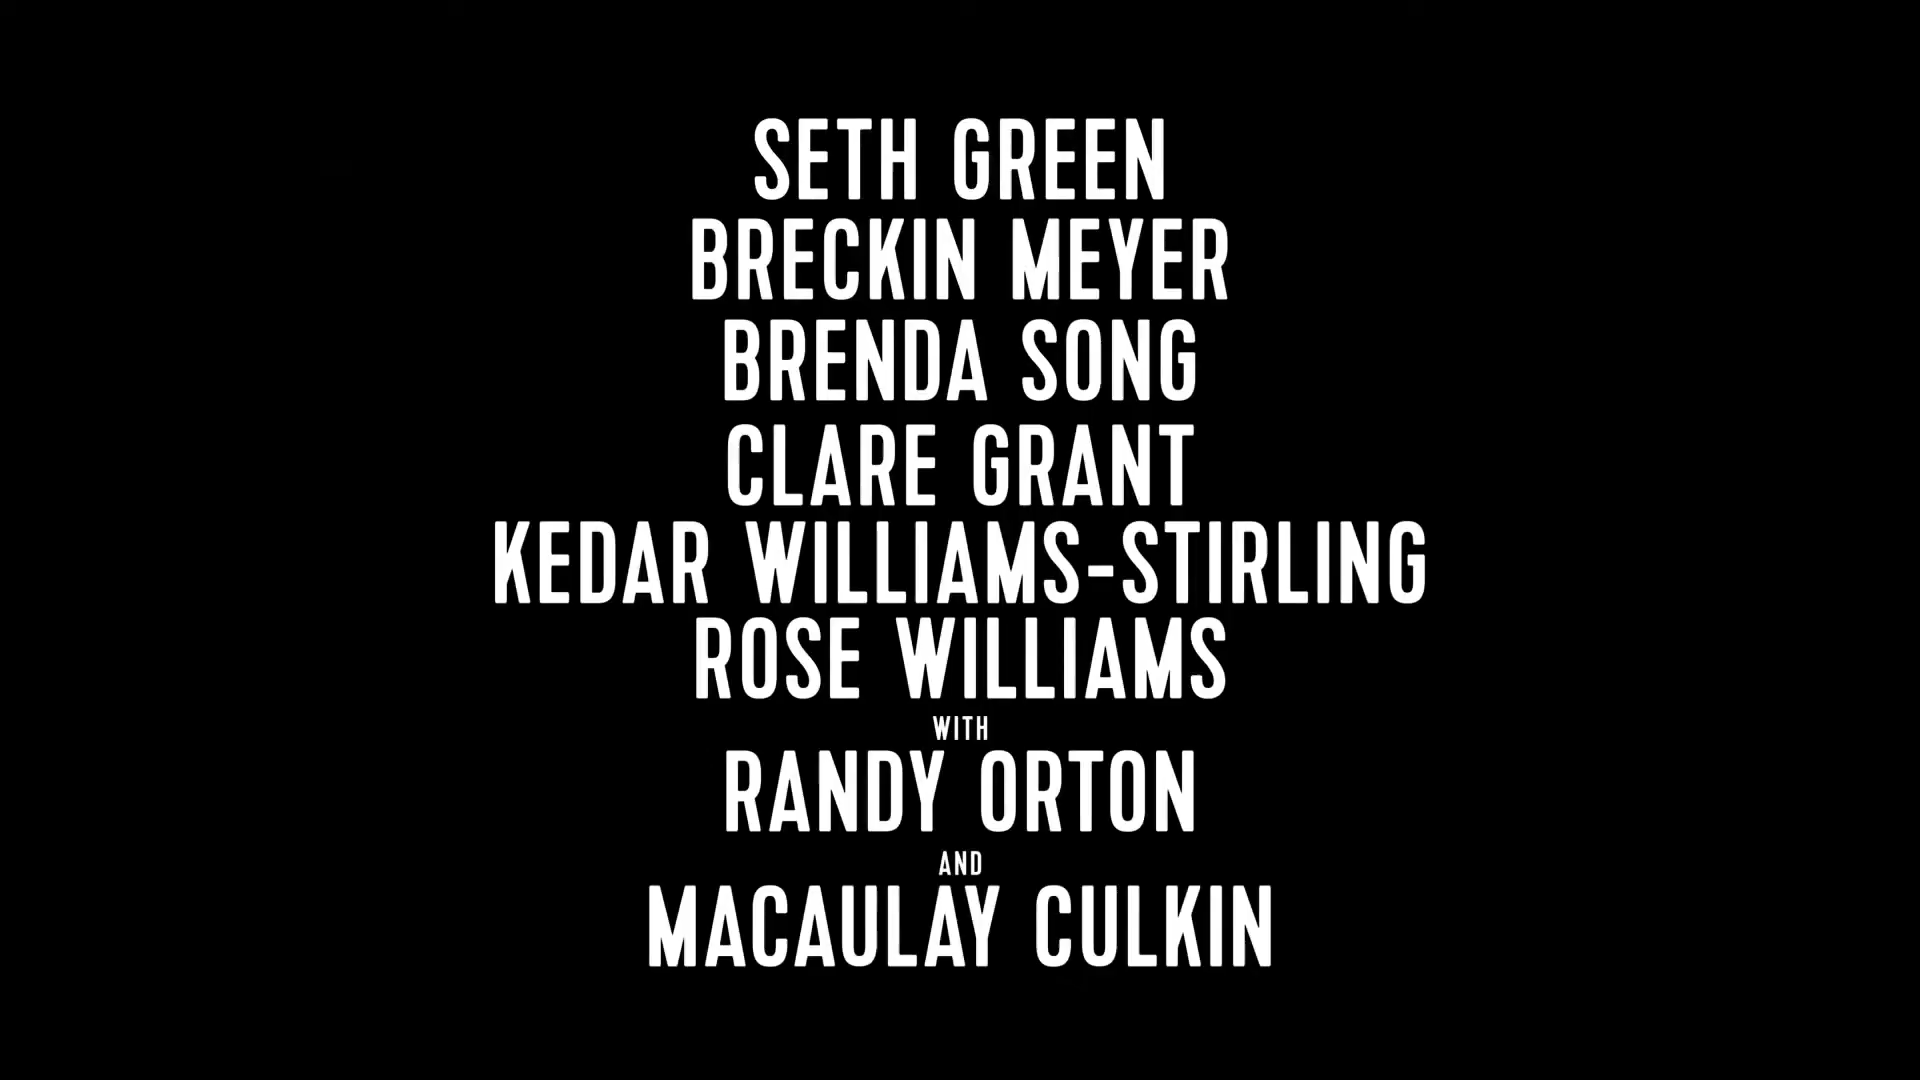 SETH GREEN
BRECKIN MEYER
BRENDA SONG
CLARE GRANT
KEDAR WILLIAMS-STIRLING
ROSE WILLIAMS
WITH
RANDY ORTON
AND
MACAULAY CULKIN